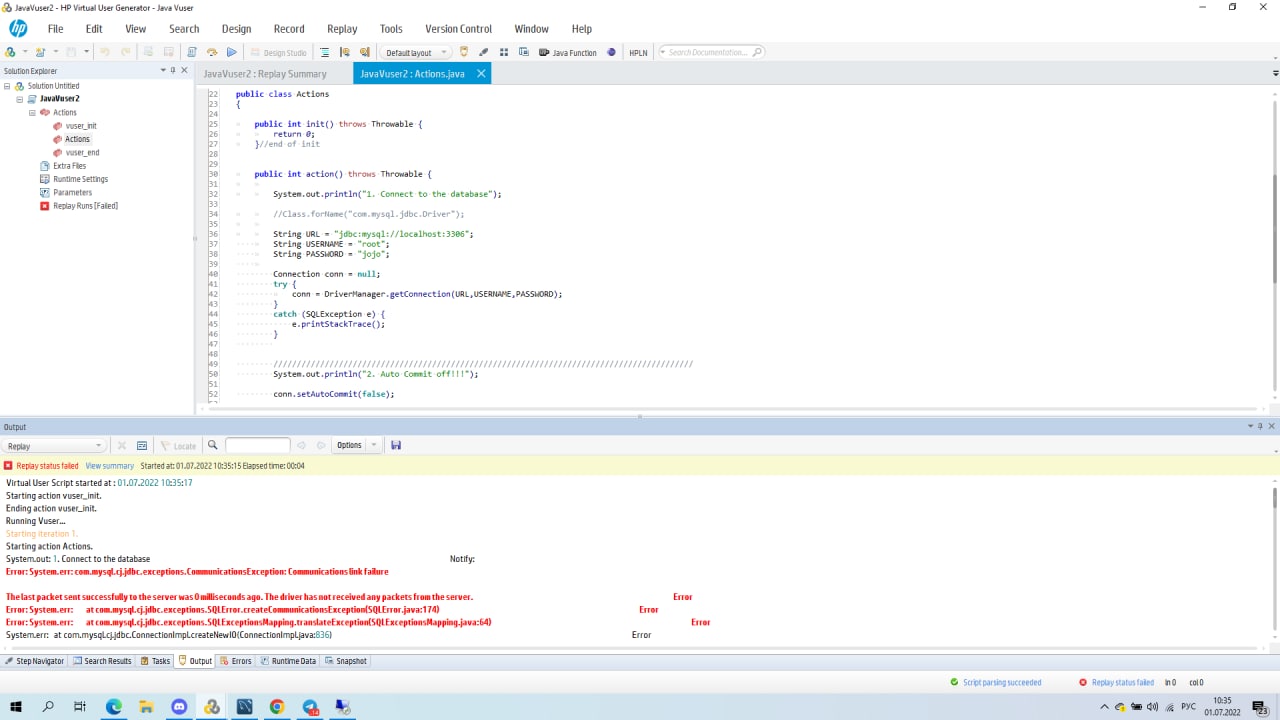 JavaVuser2 - HP Virtual User Generator - Java Vuser
File Edit View Search Design Record Replay Tools Version Control Window Help
Design Studio Default layout Java Function HPLN Search Documentation...
Solution Explorer
Solution Untitled
JavaVuser2
Actions
vuser_init
Actions
vuser_end
Extra Files
Runtime Settings
Parameters
Replay Runs [Failed]
JavaVuser2 : Replay Summary JavaVuser2 : Actions.java
22 public class Actions
23 {
24
25 public int init() throws Throwable {
26 return 0;
27 }//end of init
28
29
30 public int action() throws Throwable {
31
32 System.out.println("1. Connect to the database");
33
34 //Class.forName("com.mysql.jdbc.Driver");
35
36 String URL = "jdbc:mysql://localhost:3306";
37 String USERNAME = "root";
38 String PASSWORD = "jojo";
39
40 Connection conn = null;
41 try {
42 conn = DriverManager.getConnection(URL,USERNAME,PASSWORD);
43 }
44 catch (SQLException e) {
45 e.printStackTrace();
46 }
47
48
49 ////////////////////////////////////////////////////////////////////////////////////////
50 System.out.println("2. Auto Commit off!!!");
51
52 conn.setAutoCommit(false);
Output
Replay Locate Options
Replay status failed View summary Started at: 01.07.2022 10:35:15 Elapsed time: 00:04
Virtual User Script started at : 01.07.2022 10:35:17
Starting action vuser_init.
Ending action vuser_init.
Running Vuser...
Starting iteration 1.
Starting action Actions.
System.out: 1. Connect to the database Notify:
Error: System.err: com.mysql.cj.jdbc.exceptions.CommunicationsException: Communications link failure
The last packet sent successfully to the server was 0 milliseconds ago. The driver has not received any packets from the server. Error
Error: System.err: at com.mysql.cj.jdbc.exceptions.SQLError.createCommunicationsException(SQLError.java:174) Error
Error: System.err: at com.mysql.cj.jdbc.exceptions.SQLExceptionsMapping.translateException(SQLExceptionsMapping.java:64) Error
System.err: at com.mysql.cj.jdbc.ConnectionImpl.createNewIO(ConnectionImpl.java:836) Error
Step Navigator Search Results Tasks Output Errors Runtime Data Snapshot
Script parsing succeeded Replay status failed ln 0 col 0
14 РУС 10:35 01.07.2022 23